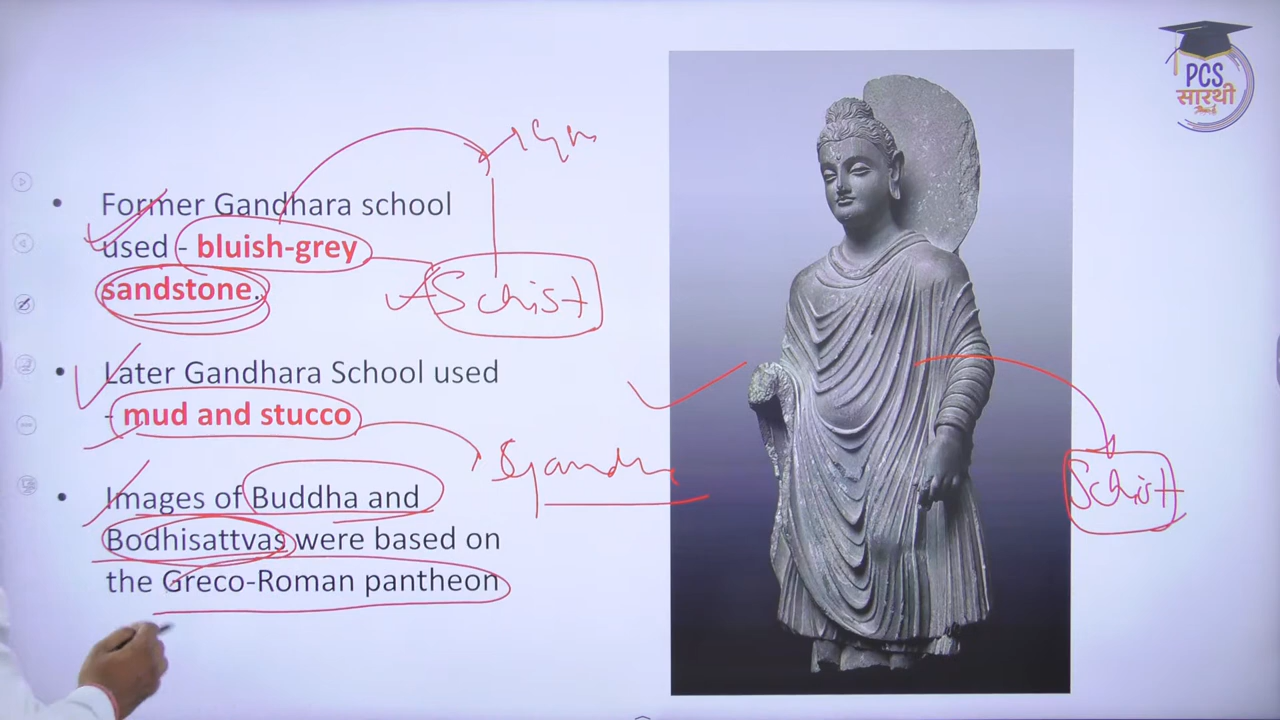 PCS
सारथी
• Former Gandhara school
used - bluish-grey
sandstone.
Schist
• Later Gandhara School used
- mud and stucco
• Images of Buddha and
Bodhisattvas were based on
the Greco-Roman pantheon
Schist